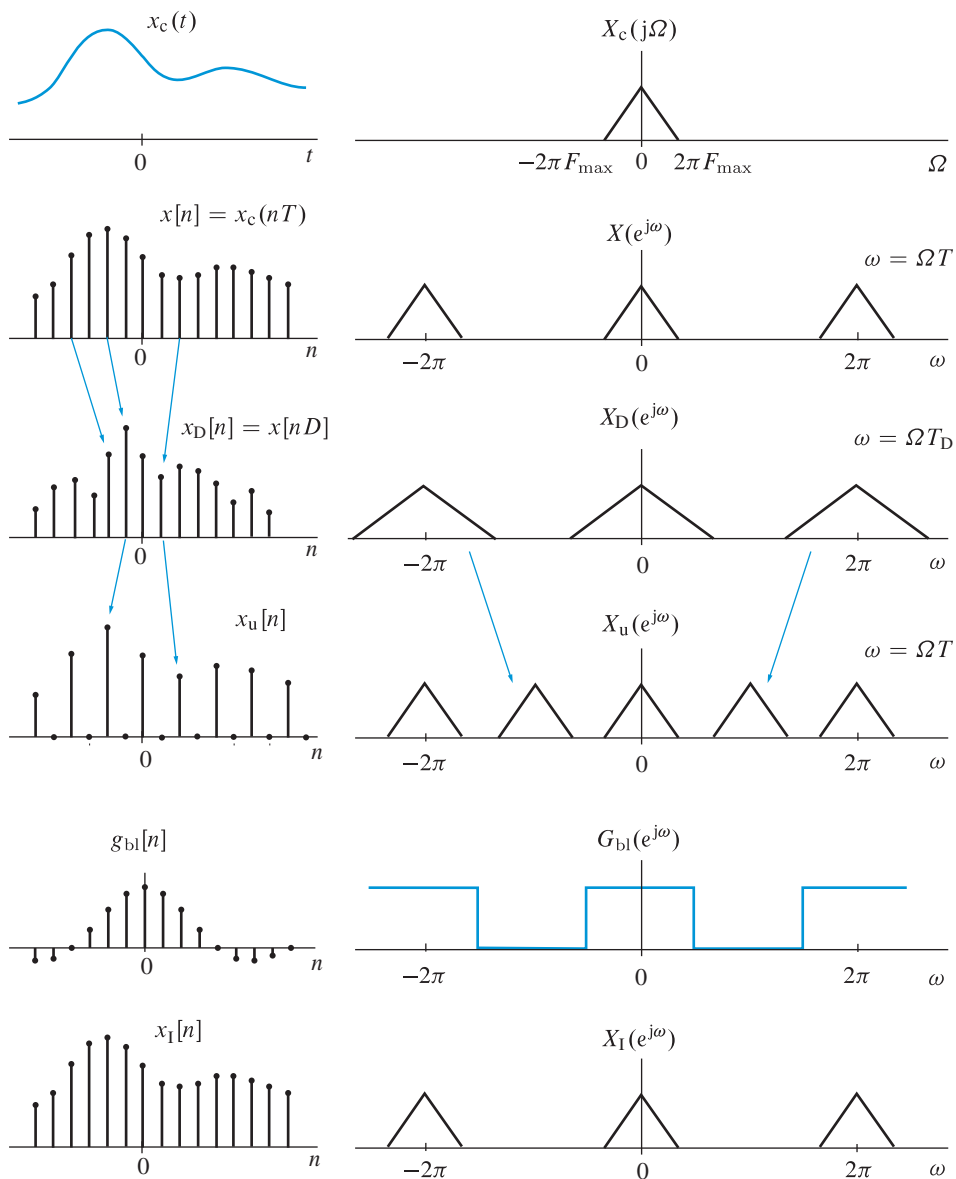 x_c(t)
X_c(jΩ)
0
t
−2πF_max 0 2πF_max
Ω
x[n] = x_c(nT)
X(e^{jω})
ω = ΩT
0
n
−2π
0
2π
ω
x_D[n] = x[nD]
X_D(e^{jω})
ω = ΩT_D
0
n
−2π
0
2π
ω
x_u[n]
X_u(e^{jω})
ω = ΩT
0
n
−2π
0
2π
ω
g_bl[n]
G_bl(e^{jω})
0
n
−2π
0
2π
ω
x_I[n]
X_I(e^{jω})
0
n
−2π
0
2π
ω